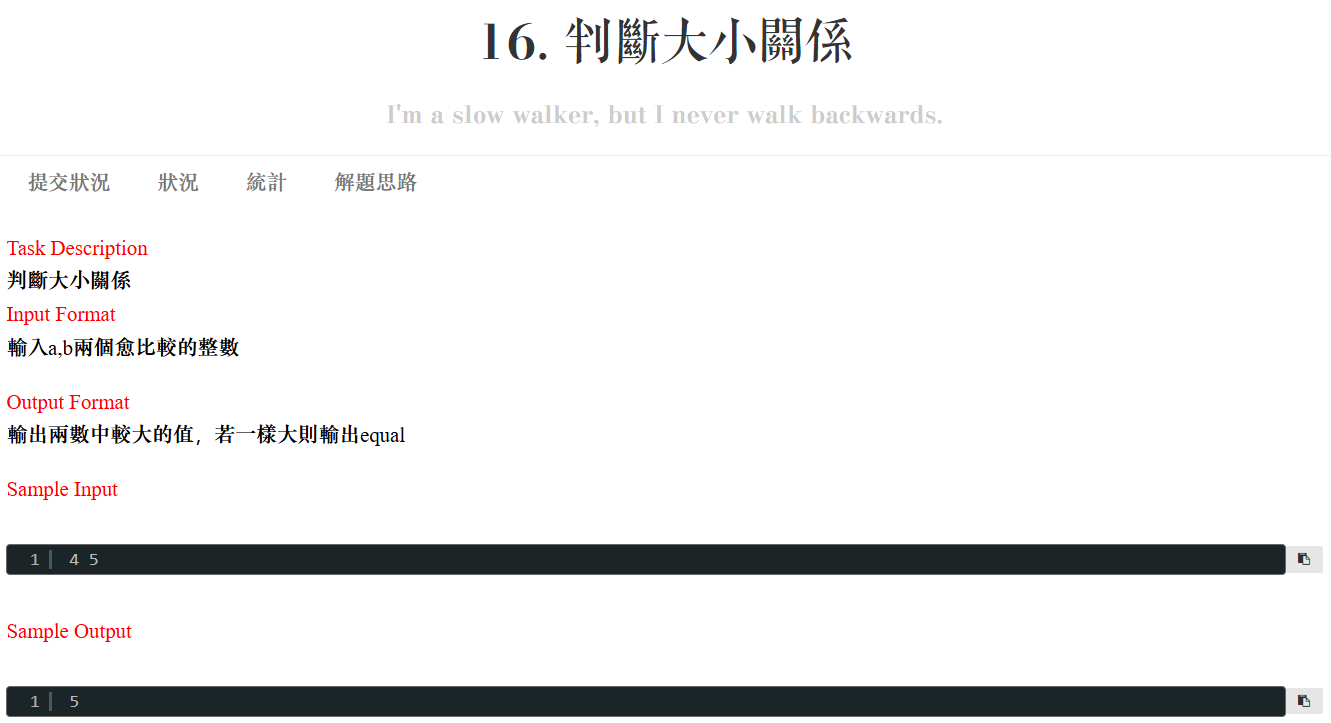 16. 判斷大小關係
I'm a slow walker, but I never walk backwards.
提交狀況 狀況 統計 解題思路
Task Description
判斷大小關係
Input Format
輸入a,b兩個愈比較的整數
Output Format
輸出兩數中較大的值，若一樣大則輸出equal
Sample Input
1 4 5
Sample Output
1 5